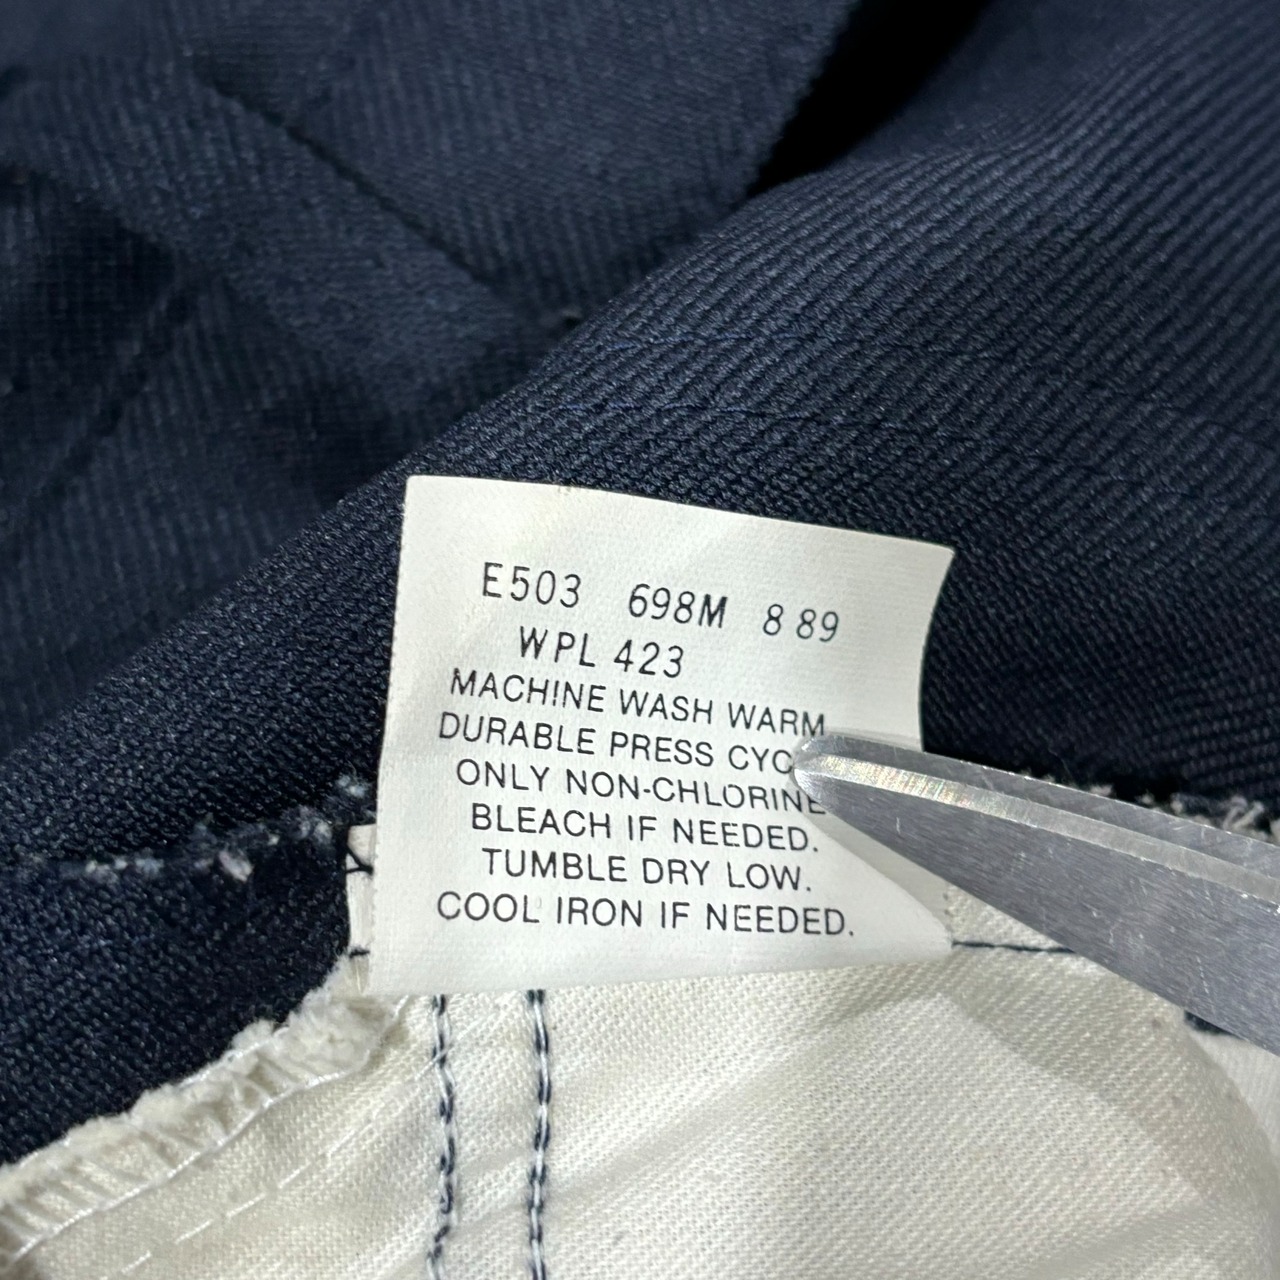 E503 698M 8 89
WPL 423
MACHINE WASH WARM
DURABLE PRESS CYC
ONLY NON-CHLORINE
BLEACH IF NEEDED.
TUMBLE DRY LOW.
COOL IRON IF NEEDED.